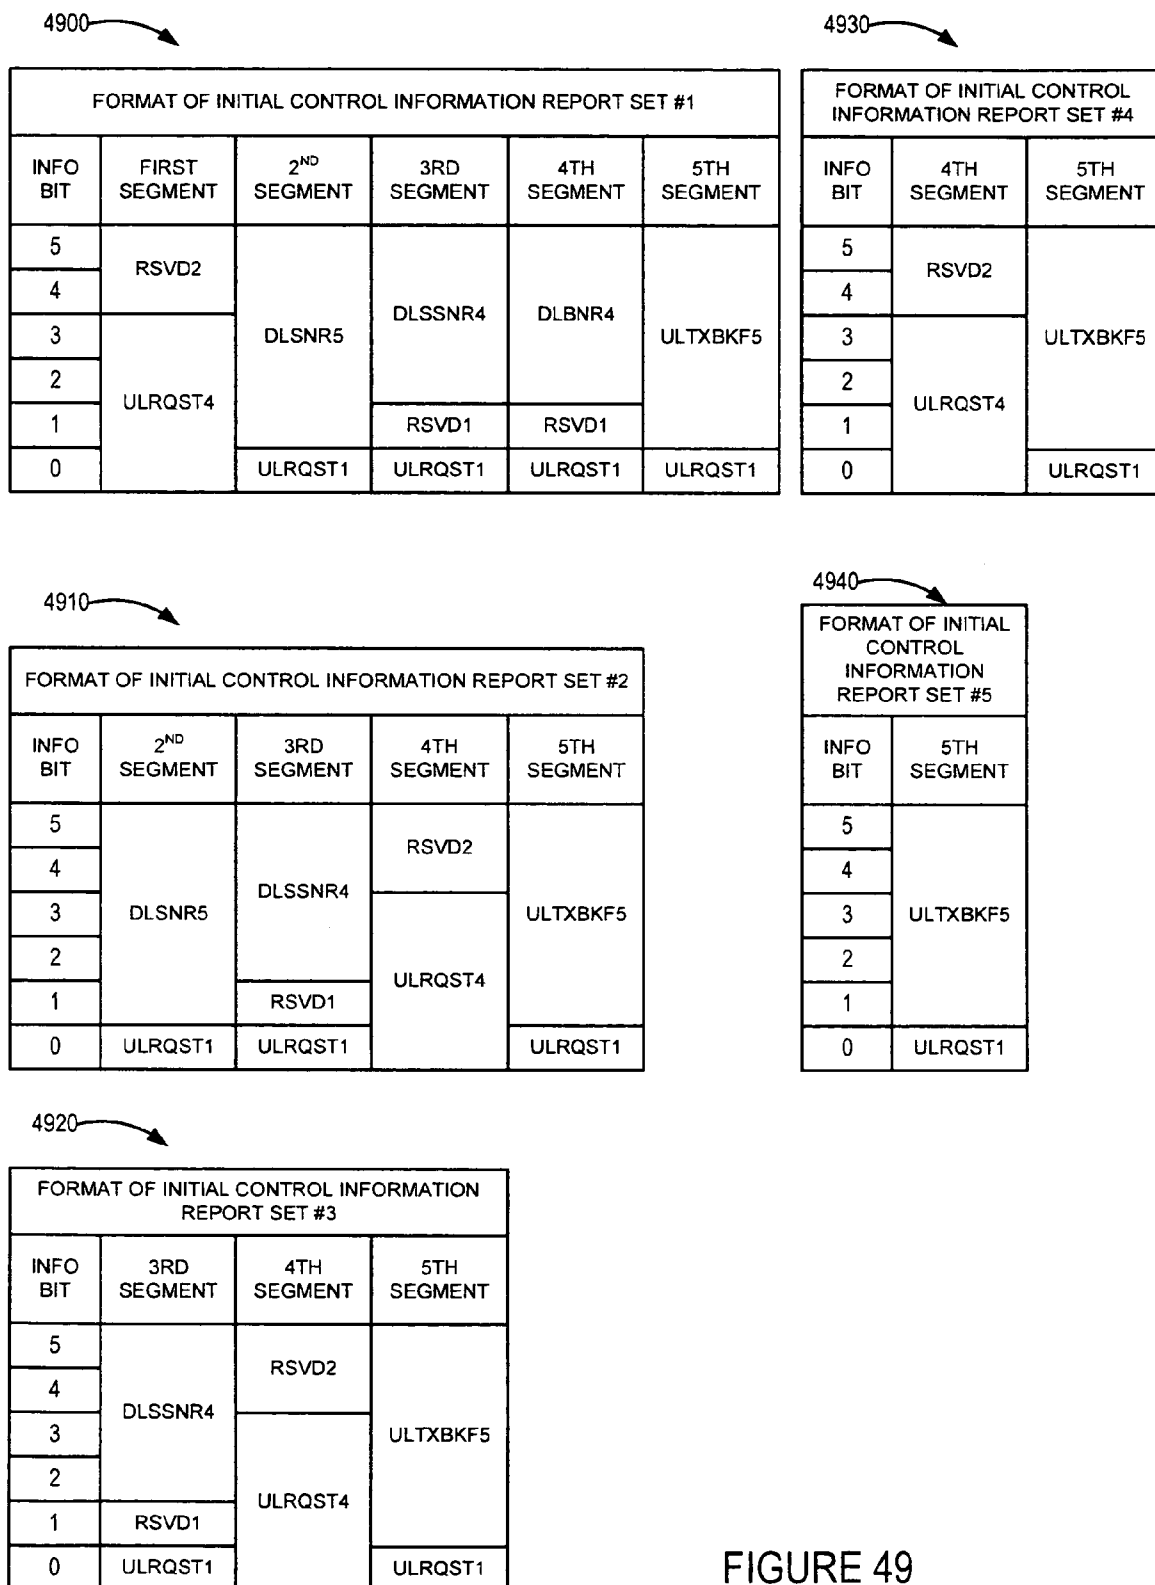 4900
FORMAT OF INITIAL CONTROL INFORMATION REPORT SET #1
INFO BIT
FIRST SEGMENT
2ND SEGMENT
3RD SEGMENT
4TH SEGMENT
5TH SEGMENT
5
4
3
2
1
0
RSVD2
ULRQST4
DLSNR5
ULRQST1
DLSSNR4
RSVD1
ULRQST1
DLBNR4
RSVD1
ULRQST1
ULTXBKF5
ULRQST1
4930
FORMAT OF INITIAL CONTROL
INFORMATION REPORT SET #4
INFO BIT
4TH SEGMENT
5TH SEGMENT
5
4
3
2
1
0
RSVD2
ULRQST4
ULTXBKF5
ULRQST1
4910
FORMAT OF INITIAL CONTROL INFORMATION REPORT SET #2
INFO BIT
2ND SEGMENT
3RD SEGMENT
4TH SEGMENT
5TH SEGMENT
5
4
3
2
1
0
DLSNR5
ULRQST1
DLSSNR4
RSVD1
ULRQST1
RSVD2
ULRQST4
ULTXBKF5
ULRQST1
4940
FORMAT OF INITIAL
CONTROL
INFORMATION
REPORT SET #5
INFO BIT
5TH SEGMENT
5
4
3
2
1
0
ULTXBKF5
ULRQST1
4920
FORMAT OF INITIAL CONTROL INFORMATION
REPORT SET #3
INFO BIT
3RD SEGMENT
4TH SEGMENT
5TH SEGMENT
5
4
3
2
1
0
DLSSNR4
RSVD1
ULRQST1
RSVD2
ULRQST4
ULTXBKF5
ULRQST1
FIGURE 49